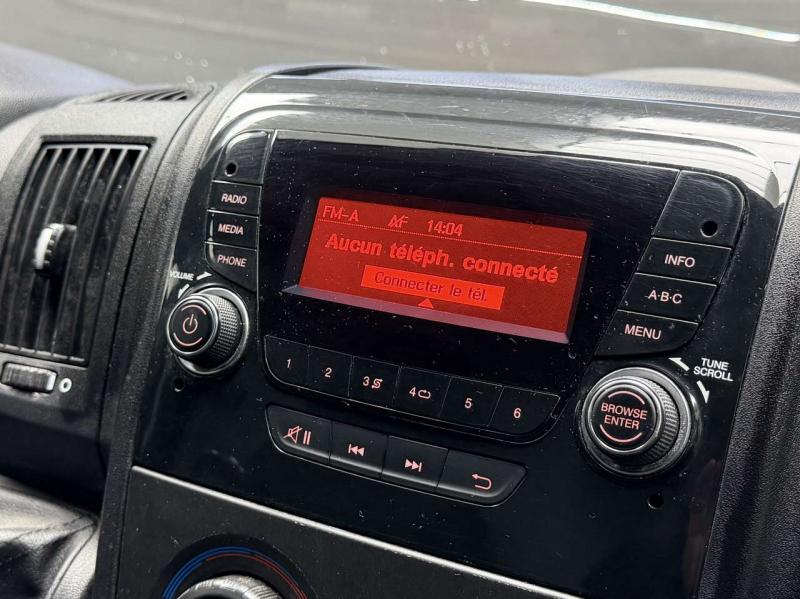 FM-A AF 14:04
Aucun téléph. connecté
Connecter le tél.
RADIO
MEDIA
PHONE
VOLUME
INFO
A·B·C
MENU
TUNE
SCROLL
BROWSE
ENTER
1 2 3 4 5 6
O